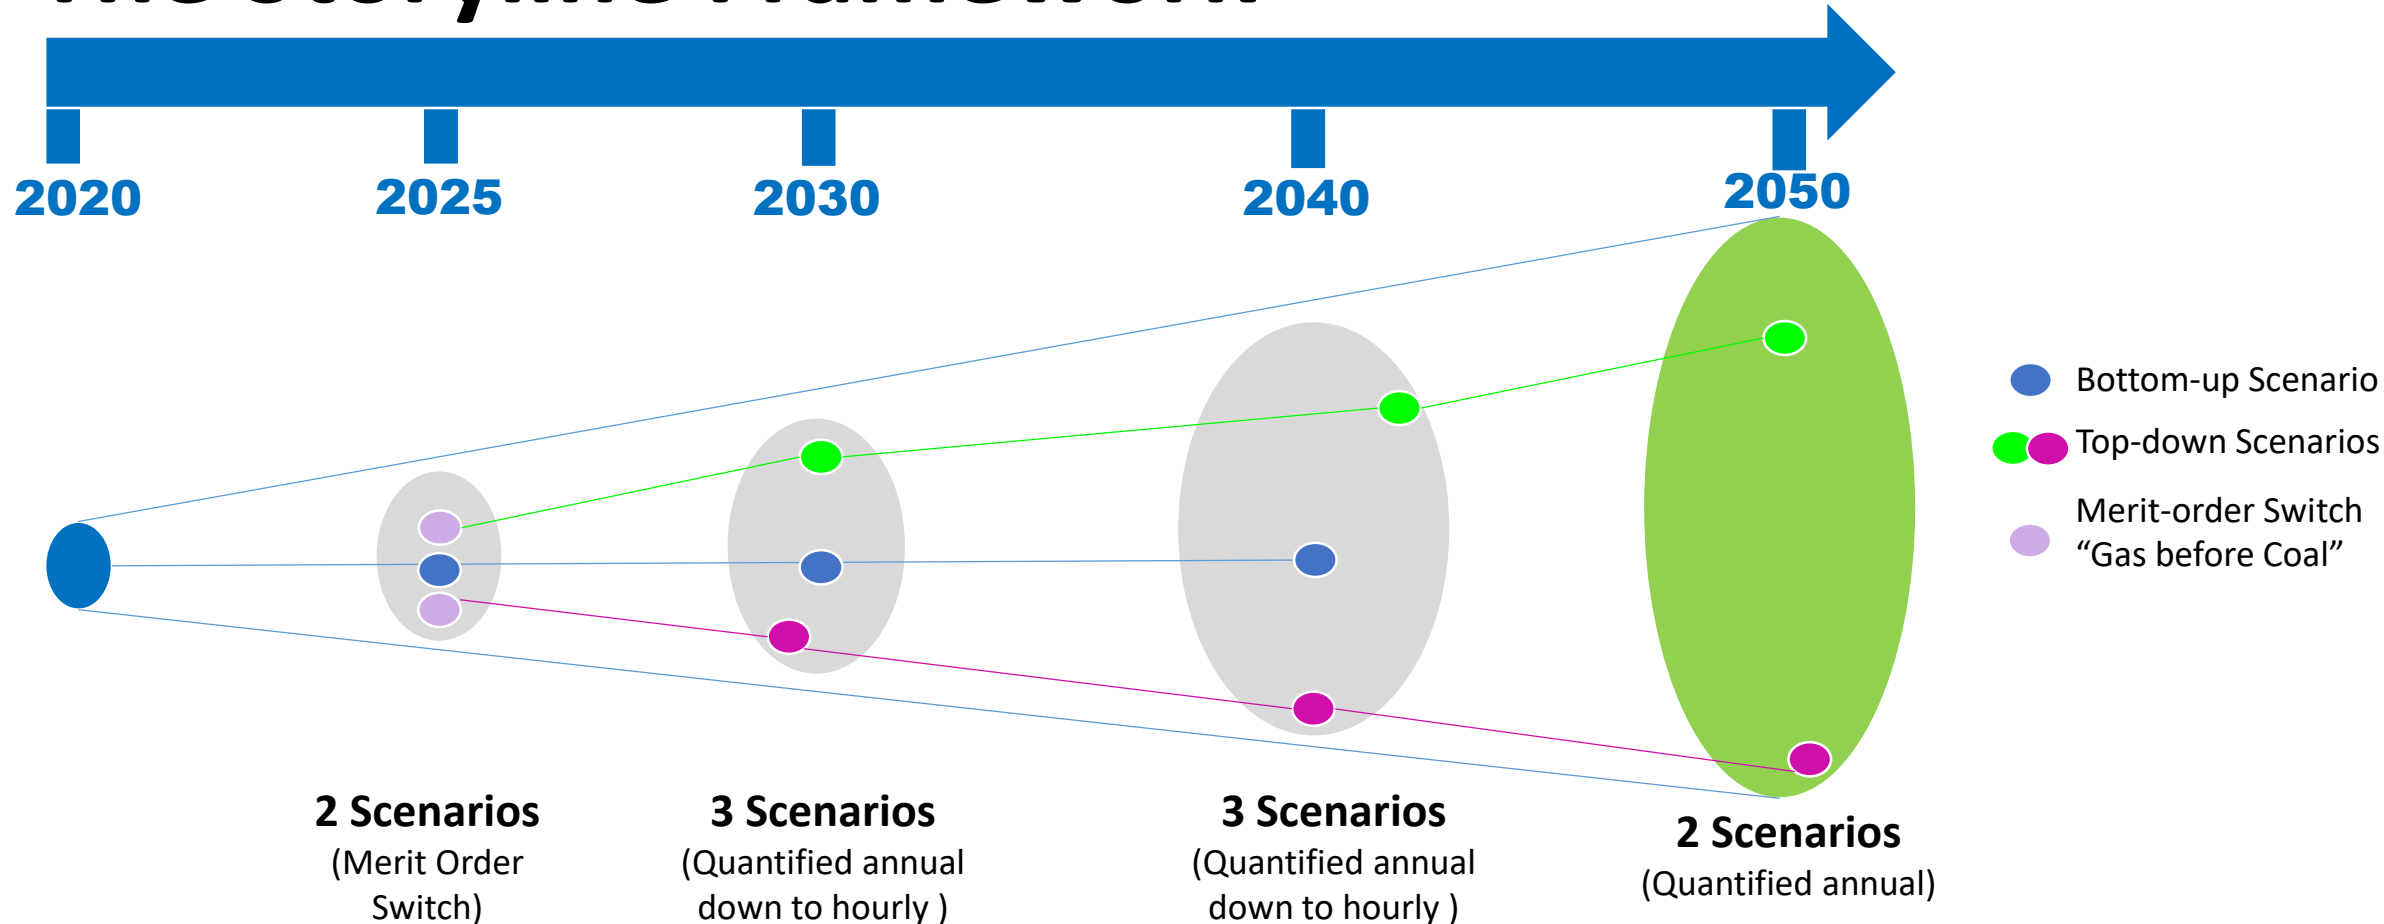 2020
2025
2030
2040
2050
Bottom-up Scenario
Top-down Scenarios
Merit-order Switch
“Gas before Coal”
2 Scenarios
(Merit Order
Switch)
3 Scenarios
(Quantified annual
down to hourly )
3 Scenarios
(Quantified annual
down to hourly )
2 Scenarios
(Quantified annual)